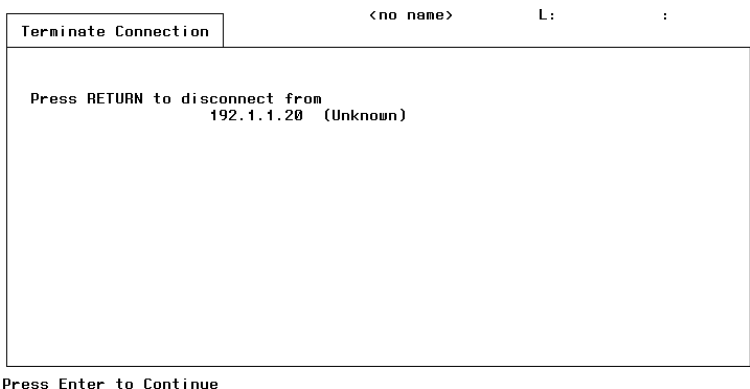 <no name> L: :
Terminate Connection
Press RETURN to disconnect from
192.1.1.20 (Unknown)
Press Enter to Continue